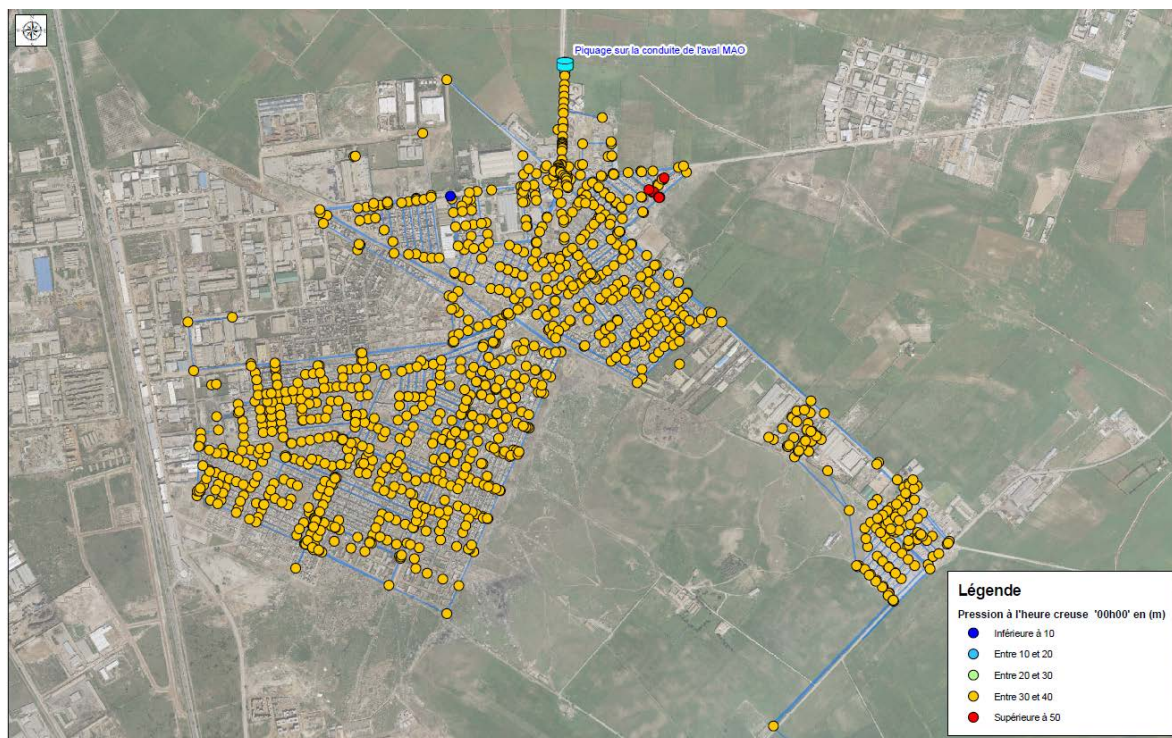 Piquage sur la conduite de l'aval MAO
Légende
Pression à l'heure creuse '00h00' en (m)
Inférieure à 10
Entre 10 et 20
Entre 20 et 30
Entre 30 et 40
Supérieure à 50